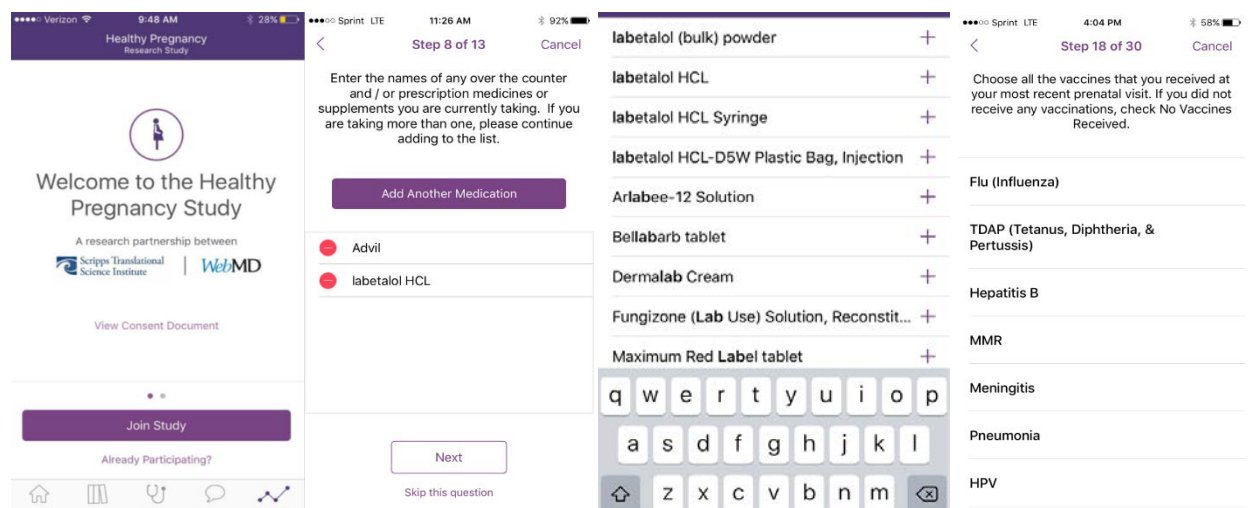 Verizon 9:48 AM 28%
Healthy Pregnancy
Research Study
Welcome to the Healthy
Pregnancy Study
A research partnership between
Scripps Translational
Science Institute
WebMD
View Consent Document
Join Study
Already Participating?
Sprint LTE 11:26 AM 92%
Step 8 of 13 Cancel
Enter the names of any over the counter
and / or prescription medicines or
supplements you are currently taking. If you
are taking more than one, please continue
adding to the list.
Add Another Medication
Advil
labetalol HCL
Next
Skip this question
labetalol (bulk) powder +
labetalol HCL +
labetalol HCL Syringe +
labetalol HCL-D5W Plastic Bag, Injection +
Arlabee-12 Solution +
Bellabarb tablet +
Dermalab Cream +
Fungizone (Lab Use) Solution, Reconstit... +
Maximum Red Label tablet +
q w e r t y u i o p
a s d f g h j k l
z x c v b n m
Sprint LTE 4:04 PM 58%
Step 18 of 30 Cancel
Choose all the vaccines that you received at
your most recent prenatal visit. If you did not
receive any vaccinations, check No Vaccines
Received.
Flu (Influenza)
TDAP (Tetanus, Diphtheria, &
Pertussis)
Hepatitis B
MMR
Meningitis
Pneumonia
HPV